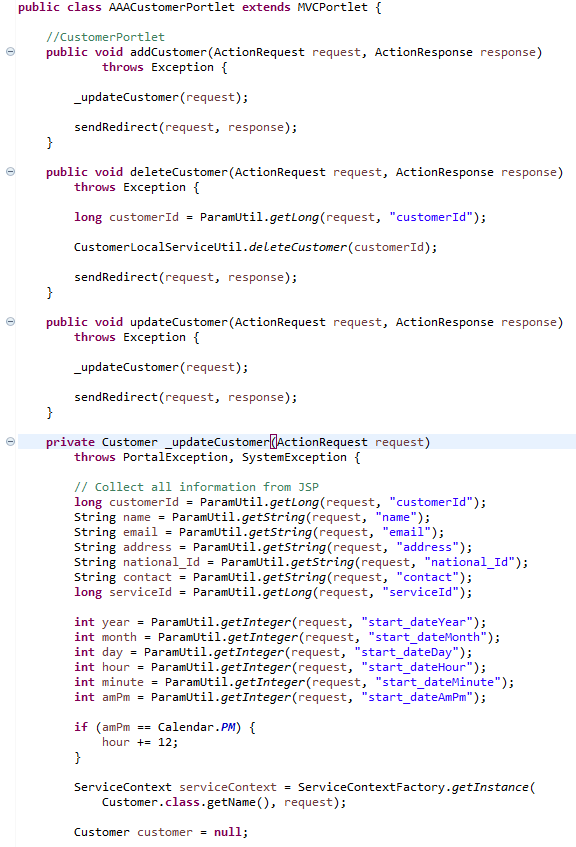 public class AAACustomerPortlet extends MVCPortlet {
//CustomerPortlet
public void addCustomer(ActionRequest request, ActionResponse response)
throws Exception {
_updateCustomer(request);
sendRedirect(request, response);
}
public void deleteCustomer(ActionRequest request, ActionResponse response)
throws Exception {
long customerId = ParamUtil.getLong(request, "customerId");
CustomerLocalServiceUtil.deleteCustomer(customerId);
sendRedirect(request, response);
}
public void updateCustomer(ActionRequest request, ActionResponse response)
throws Exception {
_updateCustomer(request);
sendRedirect(request, response);
}
private Customer _updateCustomer(ActionRequest request)
throws PortalException, SystemException {
// Collect all information from JSP
long customerId = ParamUtil.getLong(request, "customerId");
String name = ParamUtil.getString(request, "name");
String email = ParamUtil.getString(request, "email");
String address = ParamUtil.getString(request, "address");
String national_Id = ParamUtil.getString(request, "national_Id");
String contact = ParamUtil.getString(request, "contact");
long serviceId = ParamUtil.getLong(request, "serviceId");
int year = ParamUtil.getInteger(request, "start_dateYear");
int month = ParamUtil.getInteger(request, "start_dateMonth");
int day = ParamUtil.getInteger(request, "start_dateDay");
int hour = ParamUtil.getInteger(request, "start_dateHour");
int minute = ParamUtil.getInteger(request, "start_dateMinute");
int amPm = ParamUtil.getInteger(request, "start_dateAmPm");
if (amPm == Calendar.PM) {
hour += 12;
}
ServiceContext serviceContext = ServiceContextFactory.getInstance(
Customer.class.getName(), request);
Customer customer = null;